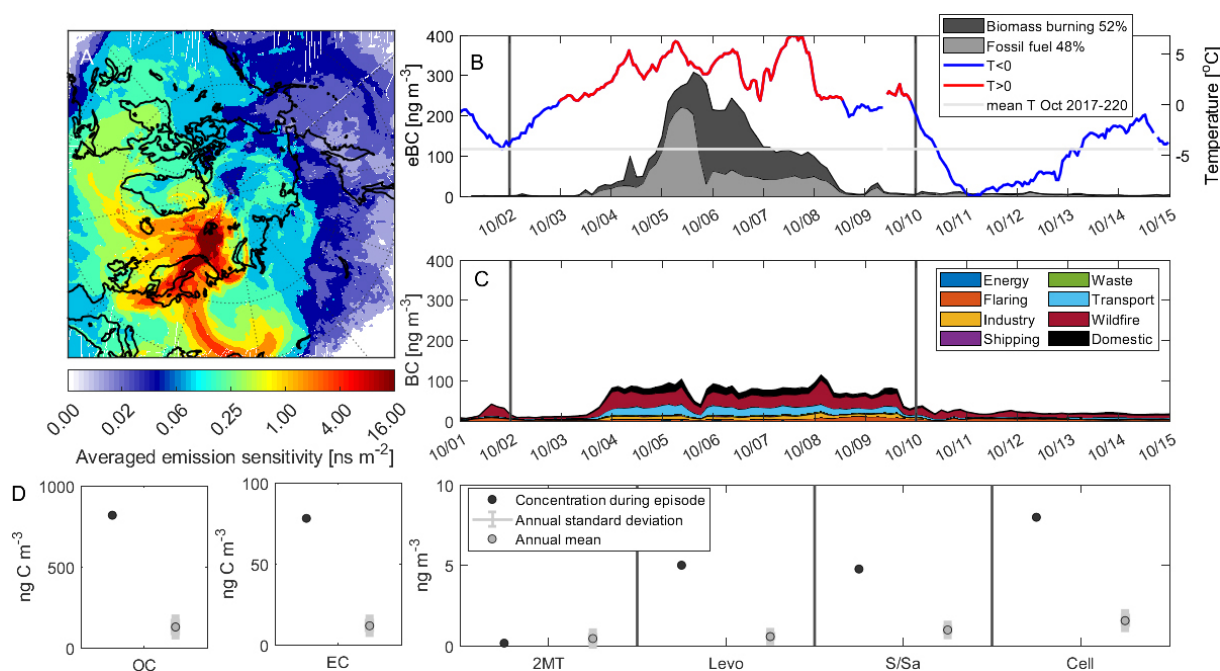 A
0.00
0.02
0.06
0.25
1.00
4.00
16.00
Averaged emission sensitivity [ns m-2]
B
400
300
200
100
0
eBC [ng m-3]
Biomass burning 52%
Fossil fuel 48%
T<0
T>0
mean T Oct 2017-220
5
0
-5
Temperature [oC]
10/02
10/03
10/04
10/05
10/06
10/07
10/08
10/09
10/10
10/11
10/12
10/13
10/14
10/15
C
400
300
200
100
0
BC [ng m-3]
Energy
Flaring
Industry
Shipping
Waste
Transport
Wildfire
Domestic
10/01
10/02
10/03
10/04
10/05
10/06
10/07
10/08
10/09
10/10
10/11
10/12
10/13
10/14
10/15
D
1000
500
0
ng C m-3
OC
100
50
0
ng C m-3
EC
10
5
0
ng m-3
Concentration during episode
Annual standard deviation
Annual mean
2MT
Levo
S/Sa
Cell